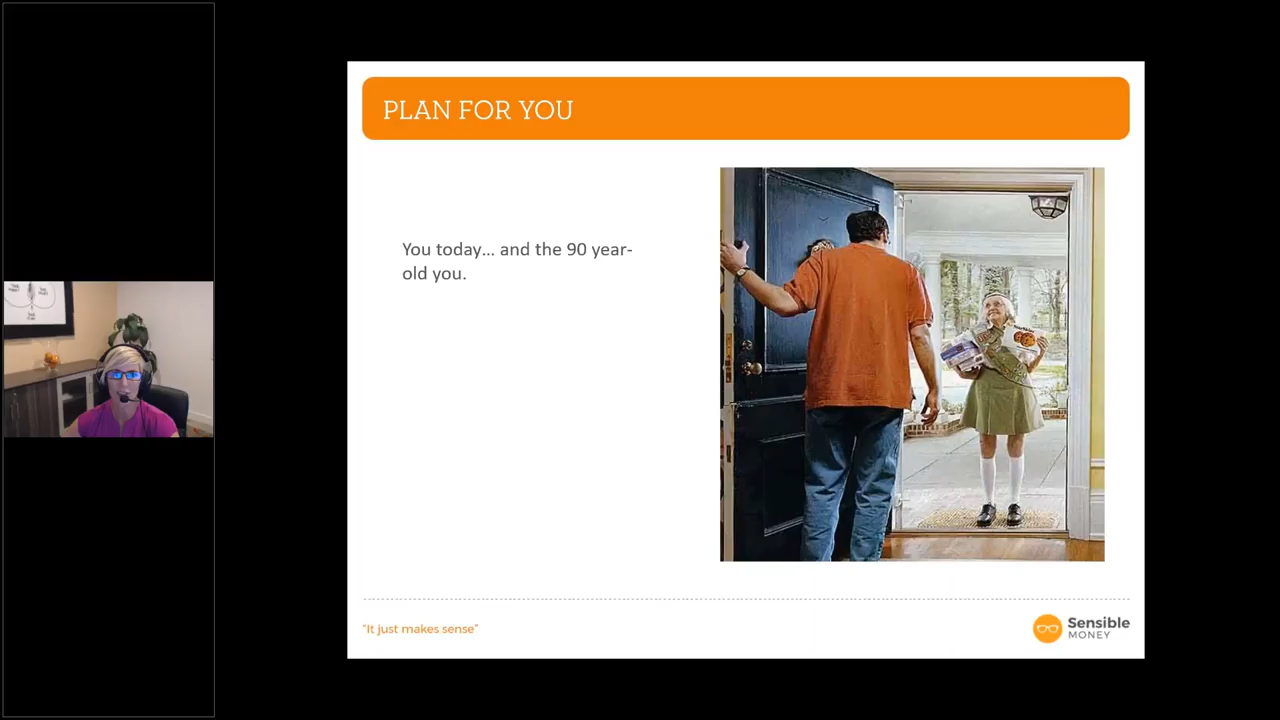 PLAN FOR YOU
You today... and the 90 year-
old you.
"It just makes sense"
Sensible
MONEY